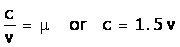 c/v = μ or c = 1.5 v